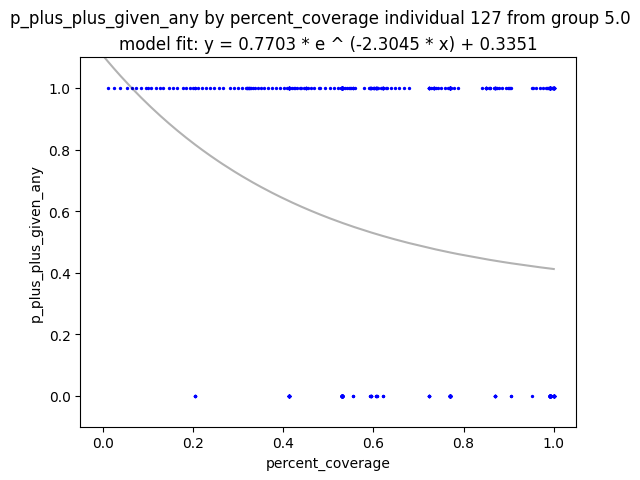 p_plus_plus_given_any by percent_coverage individual 127 from group 5.0
model fit: y = 0.7703 * e ^ (-2.3045 * x) + 0.3351
1.0
0.8
0.6
0.4
0.2
0.0
p_plus_plus_given_any
0.0 0.2 0.4 0.6 0.8 1.0
percent_coverage